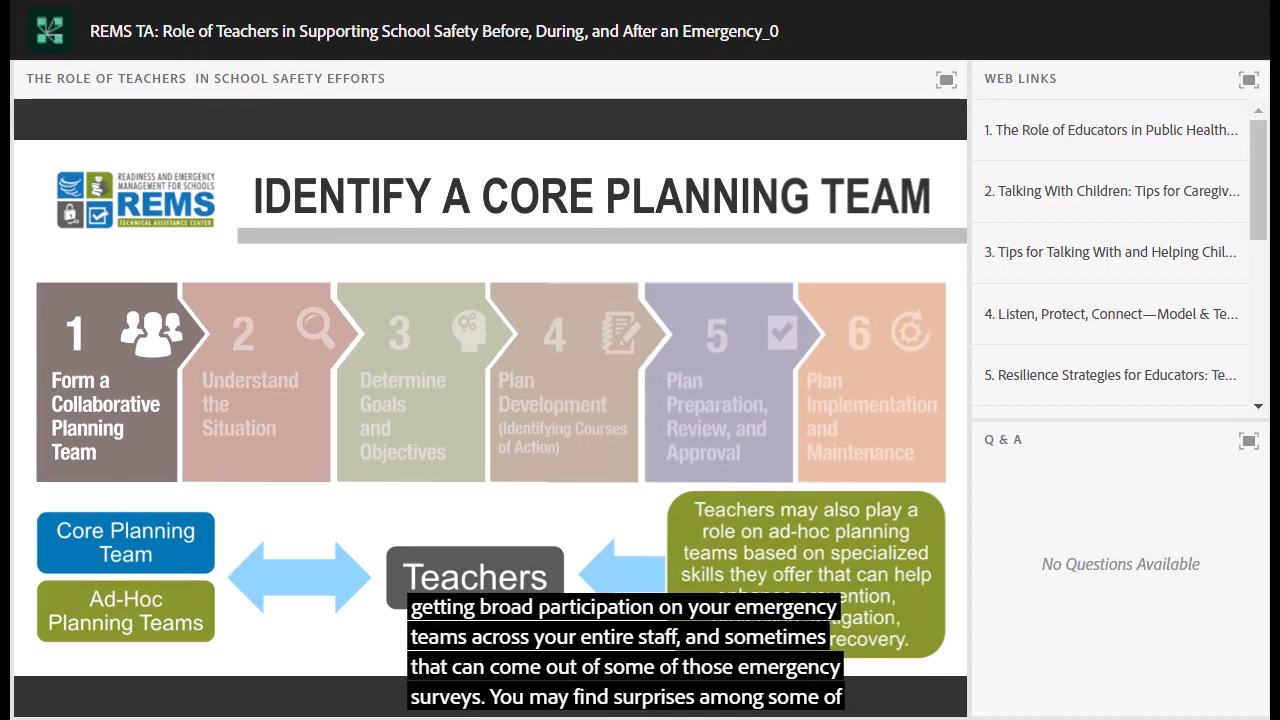 REMS TA: Role of Teachers in Supporting School Safety Before, During, and After an Emergency_0
THE ROLE OF TEACHERS IN SCHOOL SAFETY EFFORTS
READINESS AND EMERGENCY
MANAGEMENT FOR SCHOOLS
REMS
TECHNICAL ASSISTANCE CENTER
IDENTIFY A CORE PLANNING TEAM
1
Form a
Collaborative
Planning
Team
2
Understand
the
Situation
3
Determine
Goals
and
Objectives
4
Plan
Development
(Identifying Courses
of Action)
5
Plan
Preparation,
Review, and
Approval
6
Plan
Implementation
and
Maintenance
Core Planning
Team
Ad-Hoc
Planning Teams
Teachers
Teachers may also play a
role on ad-hoc planning
teams based on specialized
skills they offer that can help
recovery.
getting broad participation on your emergency
teams across your entire staff, and sometimes
that can come out of some of those emergency
surveys. You may find surprises among some of
WEB LINKS
1. The Role of Educators in Public Health...
2. Talking With Children: Tips for Caregiv...
3. Tips for Talking With and Helping Chil...
4. Listen, Protect, Connect—Model & Te...
5. Resilience Strategies for Educators: Te...
Q & A
No Questions Available